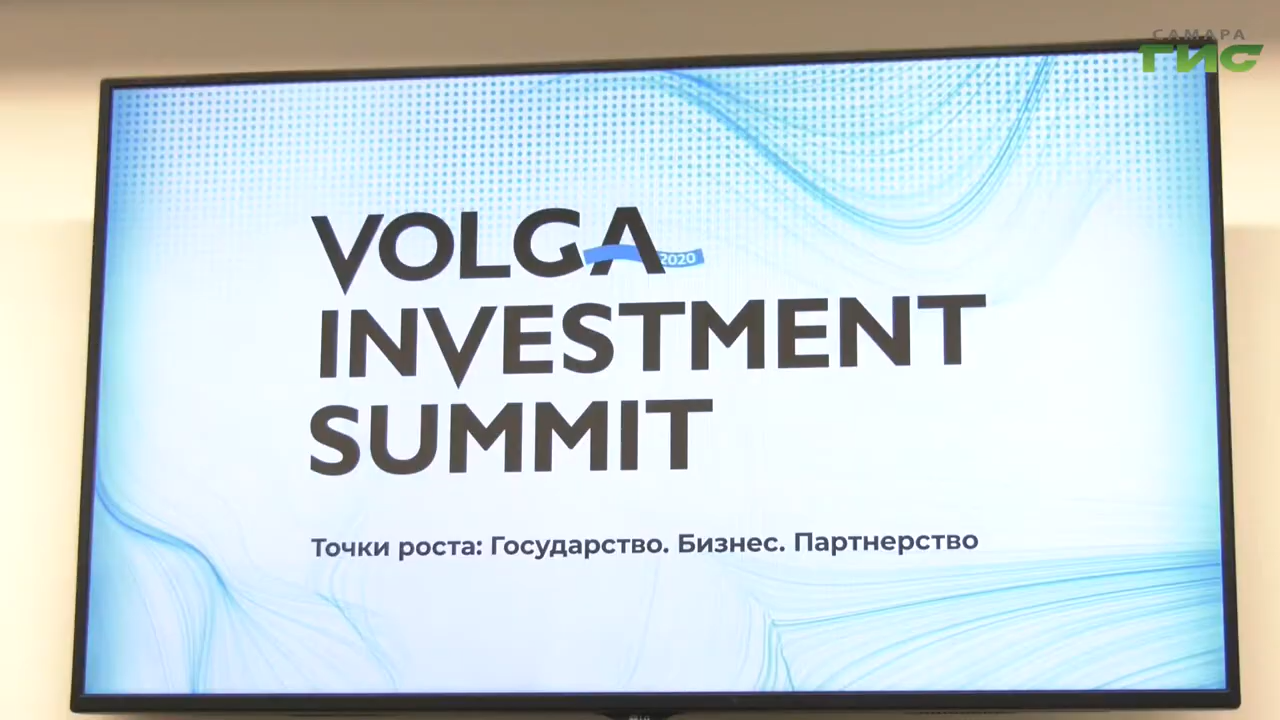 САМАРА
ГИС
VOLGA
2020
INVESTMENT
SUMMIT
Точки роста: Государство. Бизнес. Партнерство